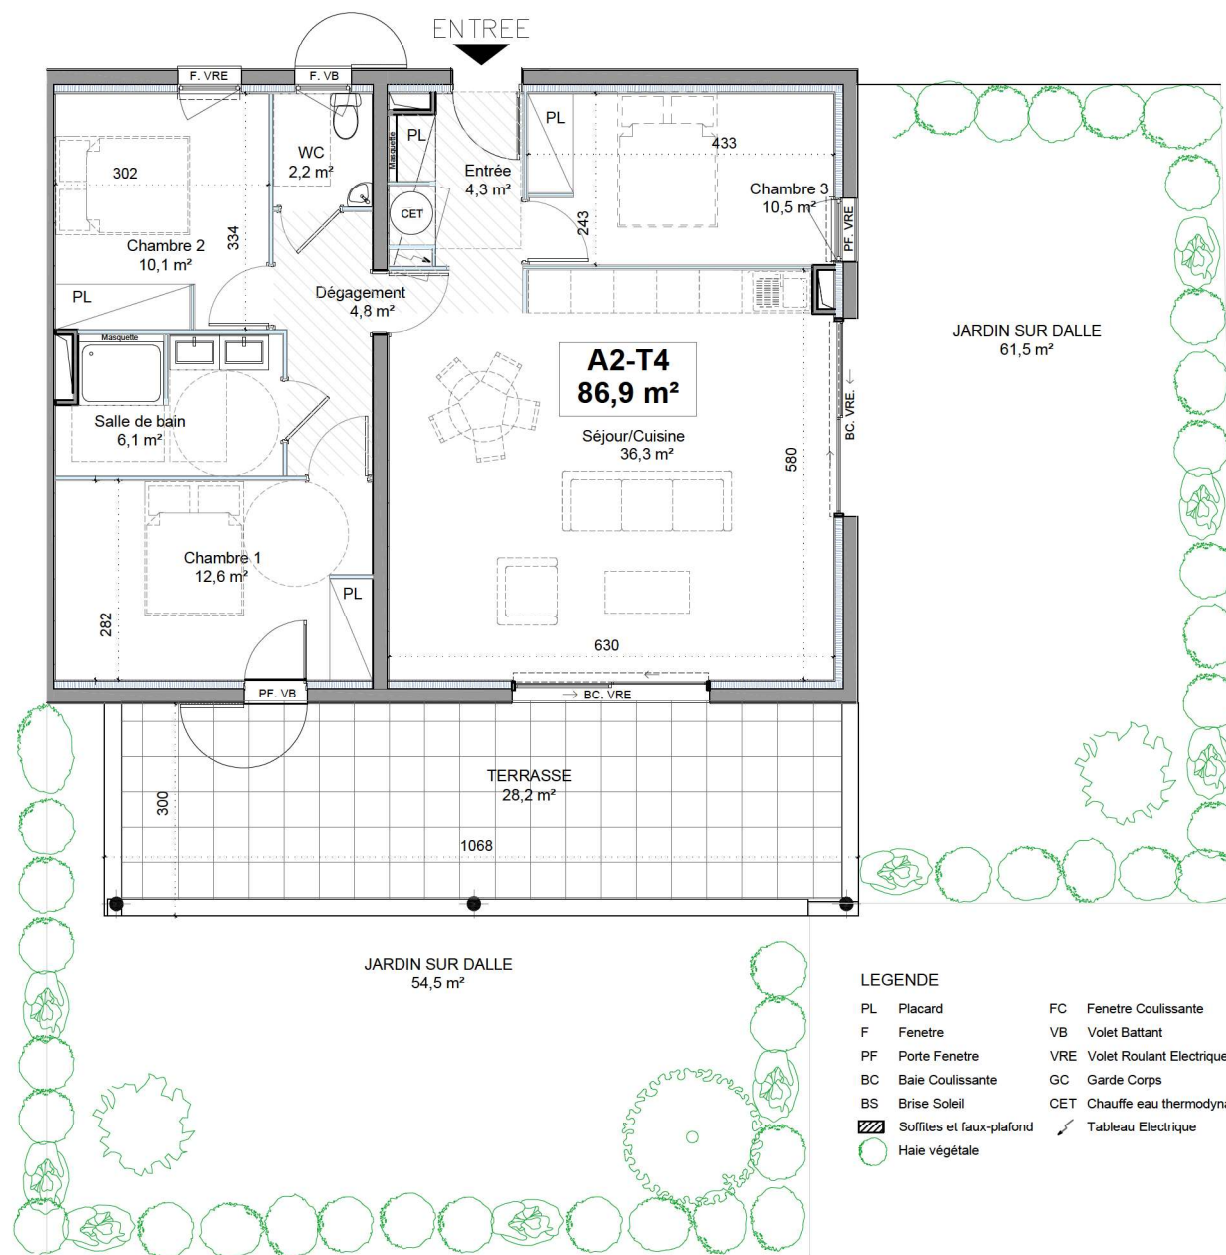 ENTREE
F. VRE
F. VB
WC
2,2 m²
PL
Masquette
Entrée
4,3 m²
PL
433
302
Chambre 3
10,5 m²
PF. VRE
CET
243
334
Chambre 2
10,1 m²
PL
Dégagement
4,8 m²
Masquette
JARDIN SUR DALLE
61,5 m²
A2-T4
86,9 m²
BC. VRE.
Salle de bain
6,1 m²
Séjour/Cuisine
36,3 m²
580
Chambre 1
12,6 m²
PL
282
630
PF. VB
BC. VRE
TERRASSE
28,2 m²
300
1068
JARDIN SUR DALLE
54,5 m²
LEGENDE
PL Placard
F Fenetre
PF Porte Fenetre
BC Baie Coulissante
BS Brise Soleil
Soffites et faux-plafond
Haie végétale
FC Fenetre Coulissante
VB Volet Battant
VRE Volet Roulant Electrique
GC Garde Corps
CET Chauffe eau thermodyna
Tableau Electrique